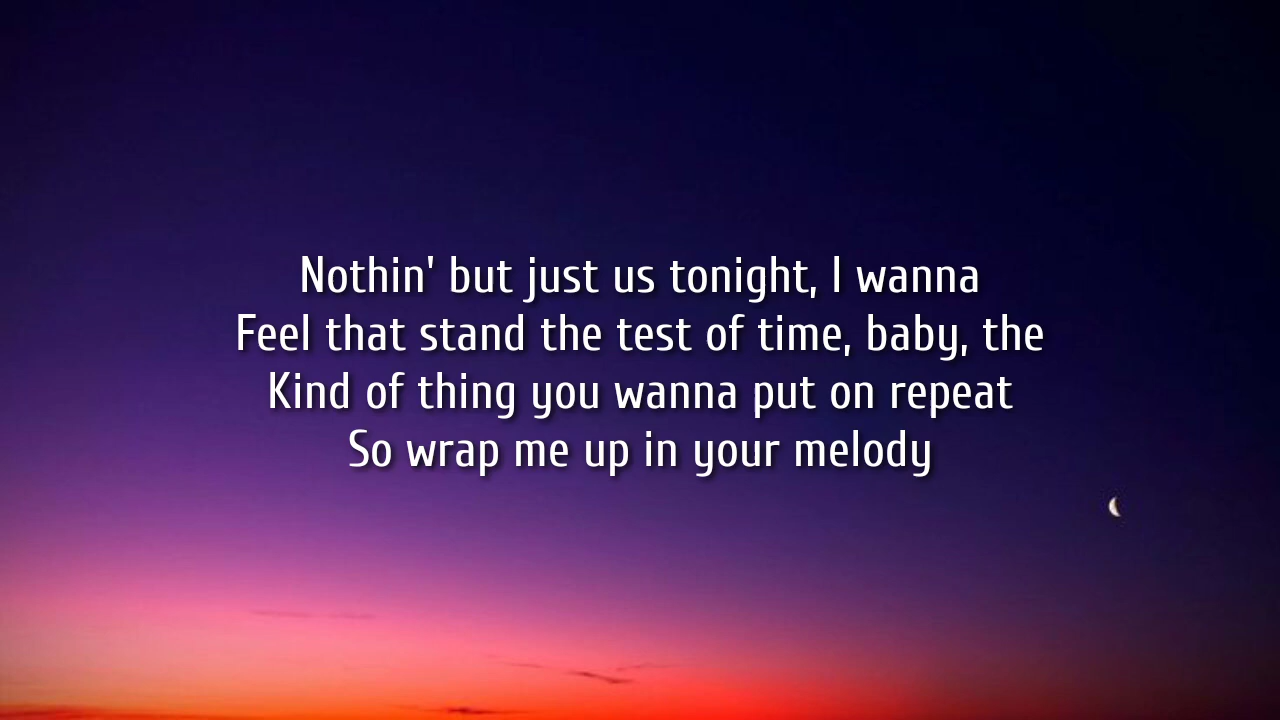 Nothin' but just us tonight, I wanna
Feel that stand the test of time, baby, the
Kind of thing you wanna put on repeat
So wrap me up in your melody